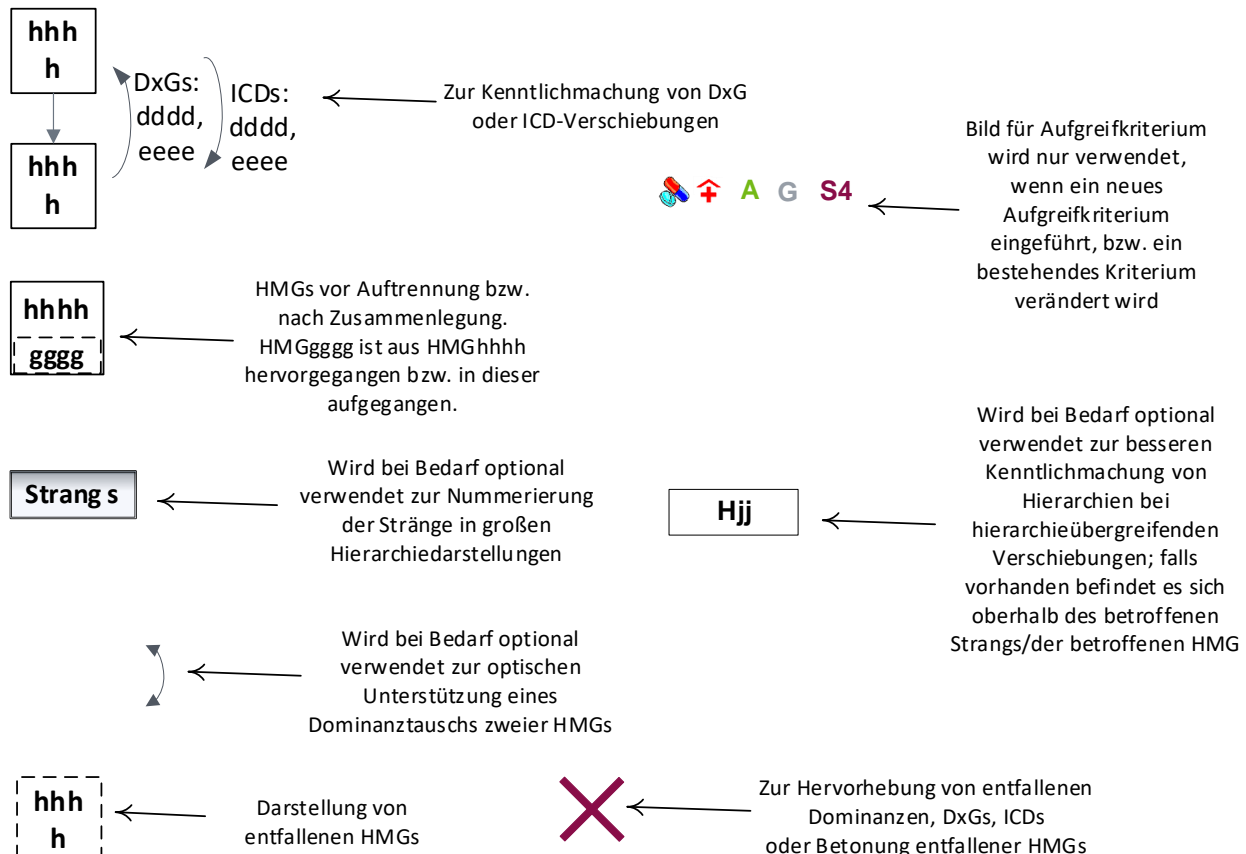 hhh
h
DxGs:
dddd,
eeee
ICDs:
dddd,
eeee
hhh
h
Zur Kenntlichmachung von DxG
oder ICD-Verschiebungen
A G S4
Bild für Aufgreifkriterium
wird nur verwendet,
wenn ein neues
Aufgreifkriterium
eingeführt, bzw. ein
bestehendes Kriterium
verändert wird
hhhh
gggg
HMGs vor Auftrennung bzw.
nach Zusammenlegung.
HMGgggg ist aus HMGhhhh
hervorgegangen bzw. in dieser
aufgegangen.
Strang s
Wird bei Bedarf optional
verwendet zur Nummerierung
der Stränge in großen
Hierarchiedarstellungen
Hjj
Wird bei Bedarf optional
verwendet zur besseren
Kenntlichmachung von
Hierarchien bei
hierarchieübergreifenden
Verschiebungen; falls
vorhanden befindet es sich
oberhalb des betroffenen
Strangs/der betroffenen HMG
Wird bei Bedarf optional
verwendet zur optischen
Unterstützung eines
Dominanztauschs zweier HMGs
hhh
h
Darstellung von
entfallenen HMGs
Zur Hervorhebung von entfallenen
Dominanzen, DxGs, ICDs
oder Betonung entfallener HMGs